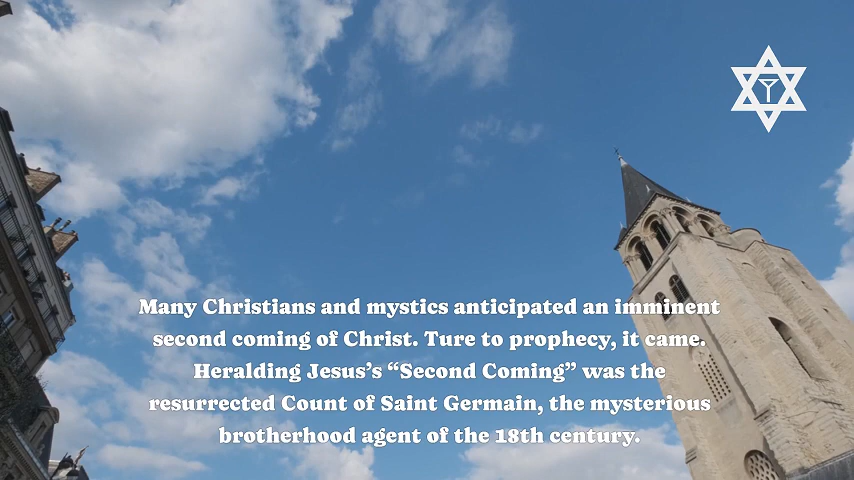 Many Christians and mystics anticipated an imminent
second coming of Christ. Ture to prophecy, it came.
Heralding Jesus’s “Second Coming” was the
resurrected Count of Saint Germain, the mysterious
brotherhood agent of the 18th century.